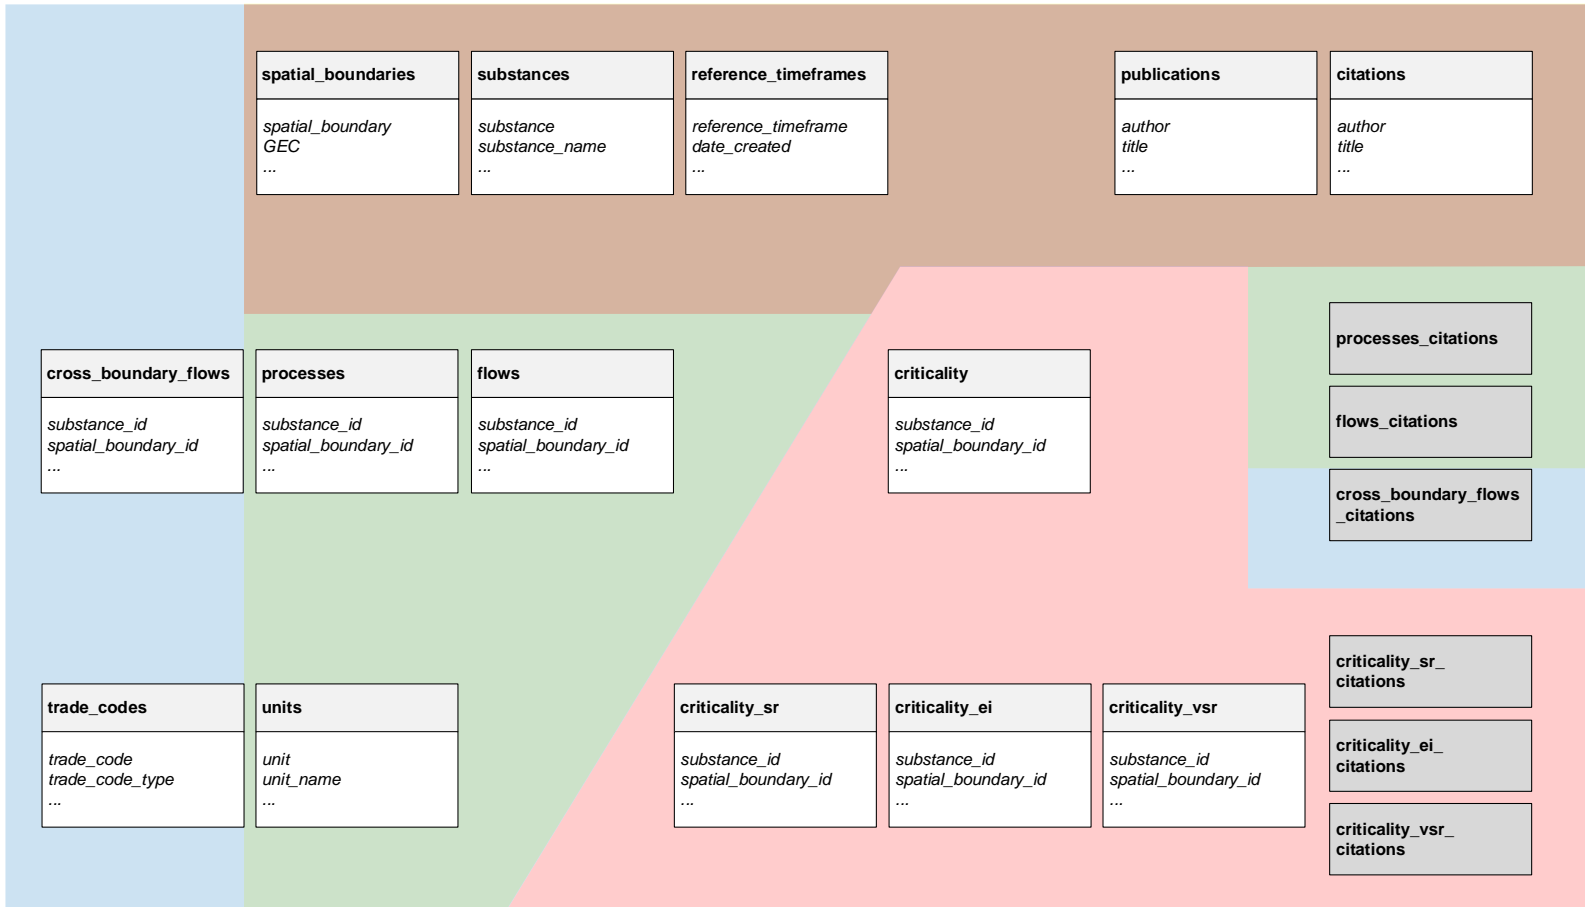 spatial_boundaries
spatial_boundary
GEC
...
substances
substance
substance_name
...
reference_timeframes
reference_timeframe
date_created
...
publications
author
title
...
citations
author
title
...
cross_boundary_flows
substance_id
spatial_boundary_id
...
processes
substance_id
spatial_boundary_id
...
flows
substance_id
spatial_boundary_id
...
criticality
substance_id
spatial_boundary_id
...
processes_citations
flows_citations
cross_boundary_flows
_citations
trade_codes
trade_code
trade_code_type
...
units
unit
unit_name
...
criticality_sr
substance_id
spatial_boundary_id
...
criticality_ei
substance_id
spatial_boundary_id
...
criticality_vsr
substance_id
spatial_boundary_id
...
criticality_sr_
citations
criticality_ei_
citations
criticality_vsr_
citations